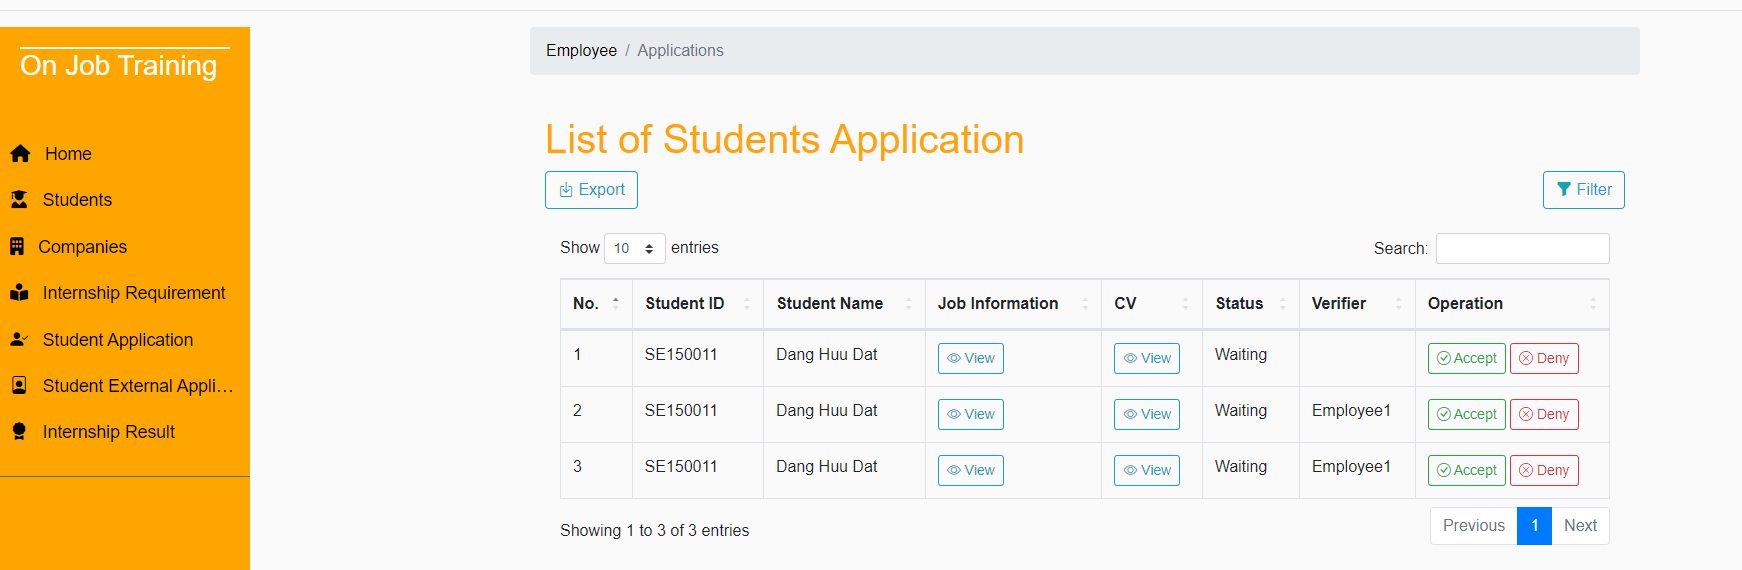 On Job Training
Home
Students
Companies
Internship Requirement
Student Application
Student External Appli...
Internship Result
Employee / Applications
List of Students Application
Export
Filter
Show 10 entries
Search:
No. Student ID Student Name Job Information CV Status Verifier Operation
1 SE150011 Dang Huu Dat View View Waiting Accept Deny
2 SE150011 Dang Huu Dat View View Waiting Employee1 Accept Deny
3 SE150011 Dang Huu Dat View View Waiting Employee1 Accept Deny
Showing 1 to 3 of 3 entries
Previous 1 Next